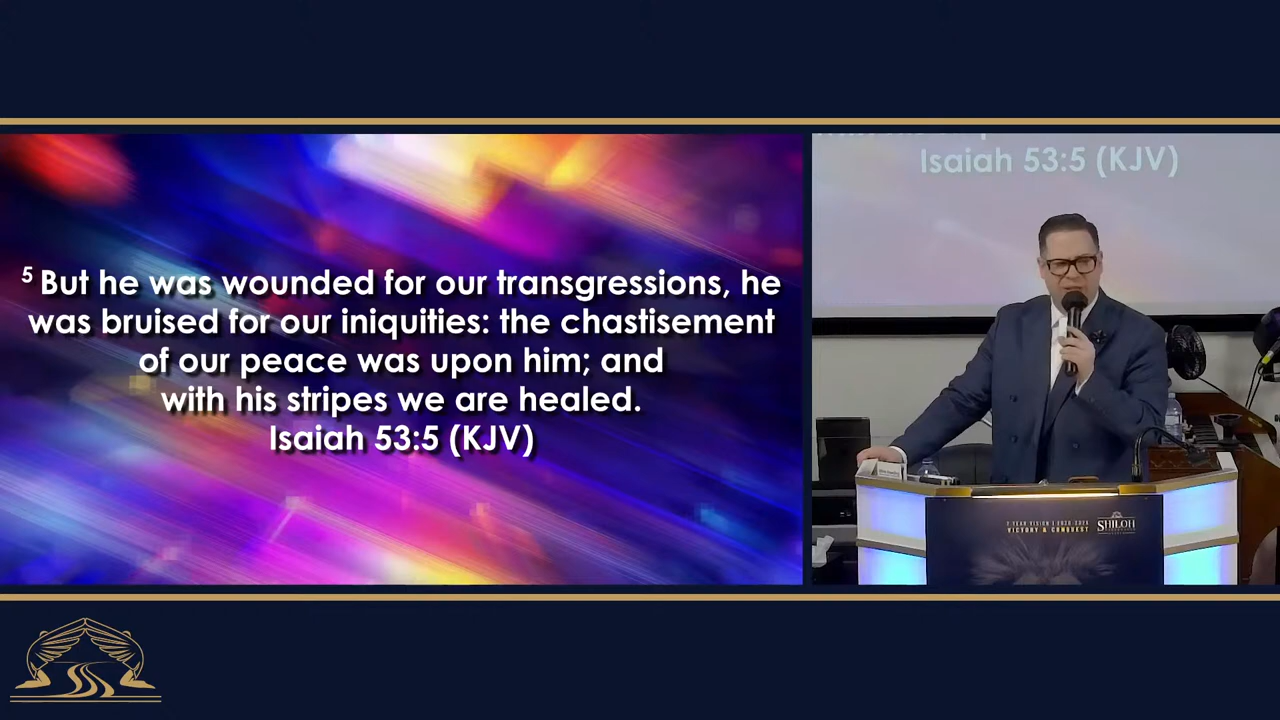 5 But he was wounded for our transgressions, he
was bruised for our iniquities: the chastisement
of our peace was upon him; and
with his stripes we are healed.
Isaiah 53:5 (KJV)
Isaiah 53:5 (KJV)
VICTORY & CONQUEST
SHILOH